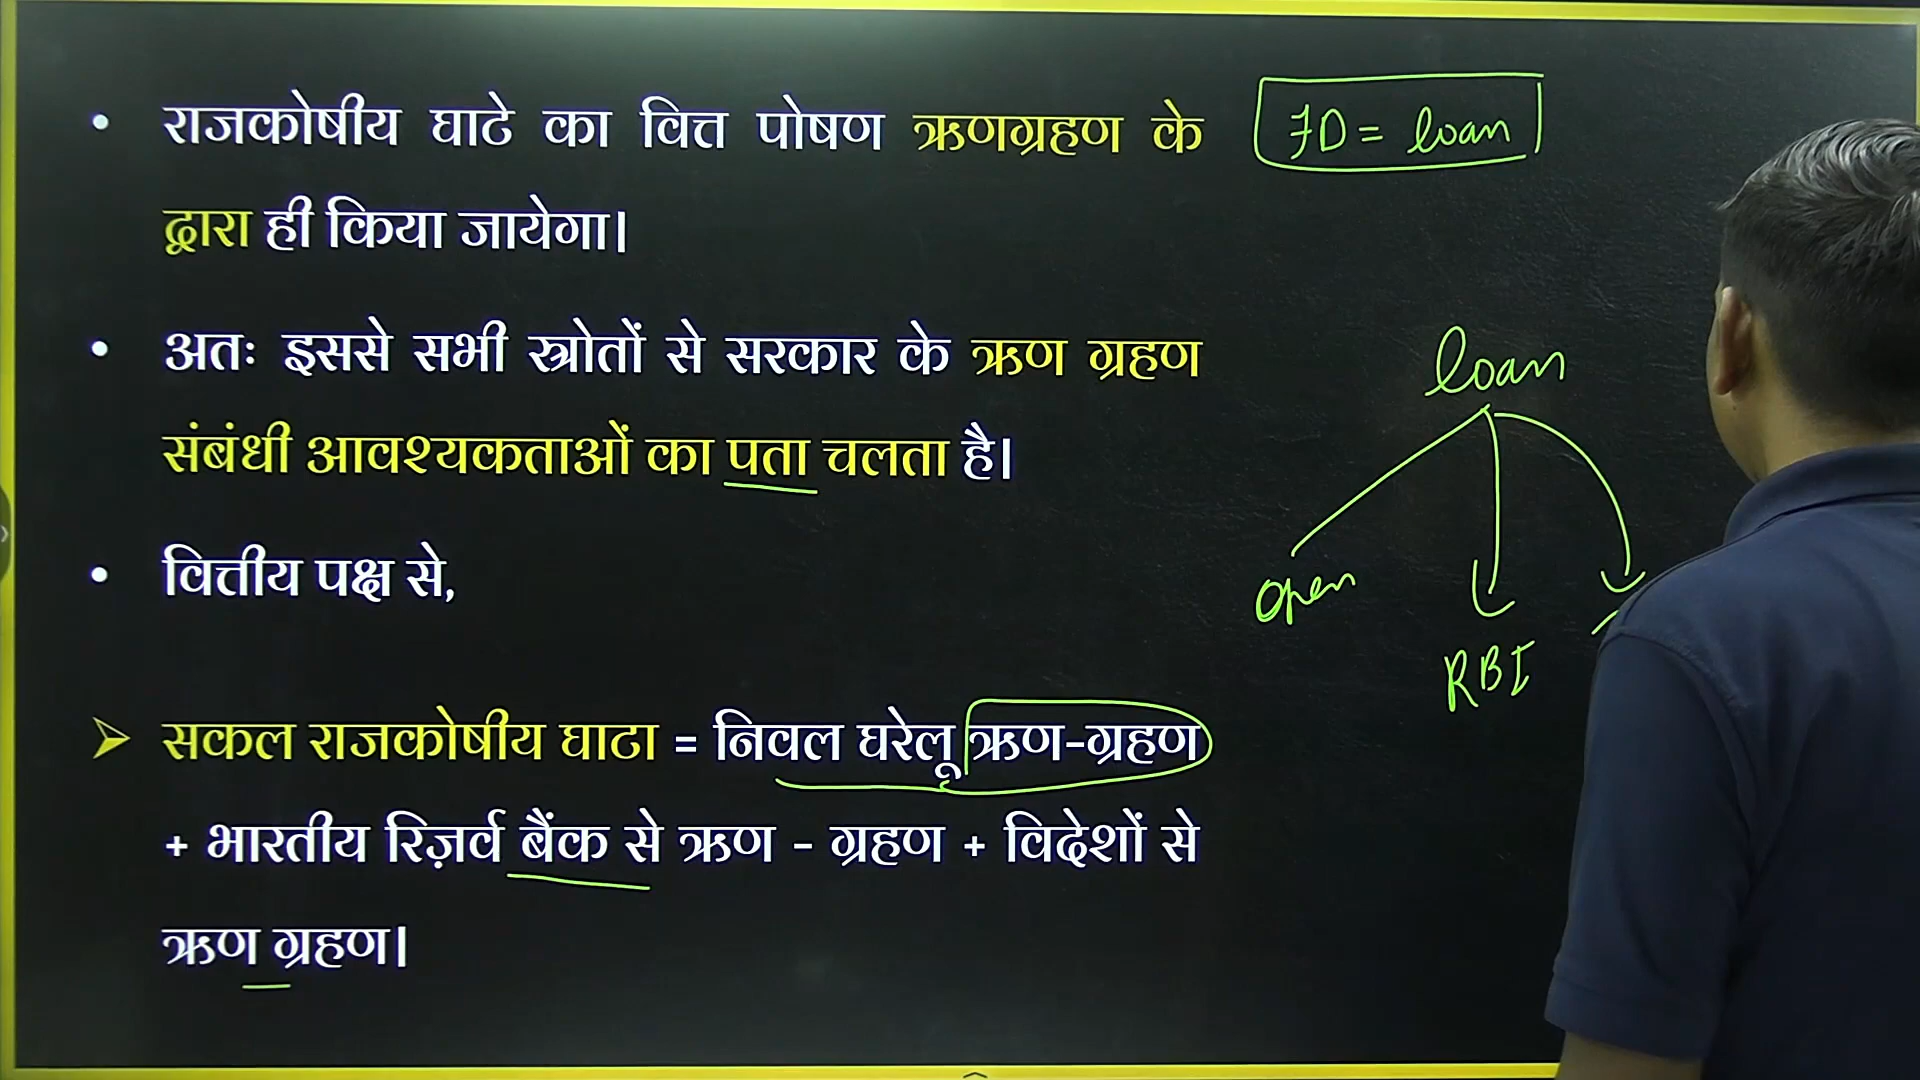 • राजकोषीय घाटे का वित्त पोषण ऋणग्रहण के
द्वारा ही किया जायेगा।
FD = loan
• अतः इससे सभी स्त्रोतों से सरकार के ऋण ग्रहण
संबंधी आवश्यकताओं का पता चलता है।
• वित्तीय पक्ष से,
loan
open
RBI
➢ सकल राजकोषीय घाटा = निवल घरेलू ऋण-ग्रहण
+ भारतीय रिज़र्व बैंक से ऋण - ग्रहण + विदेशों से
ऋण ग्रहण।